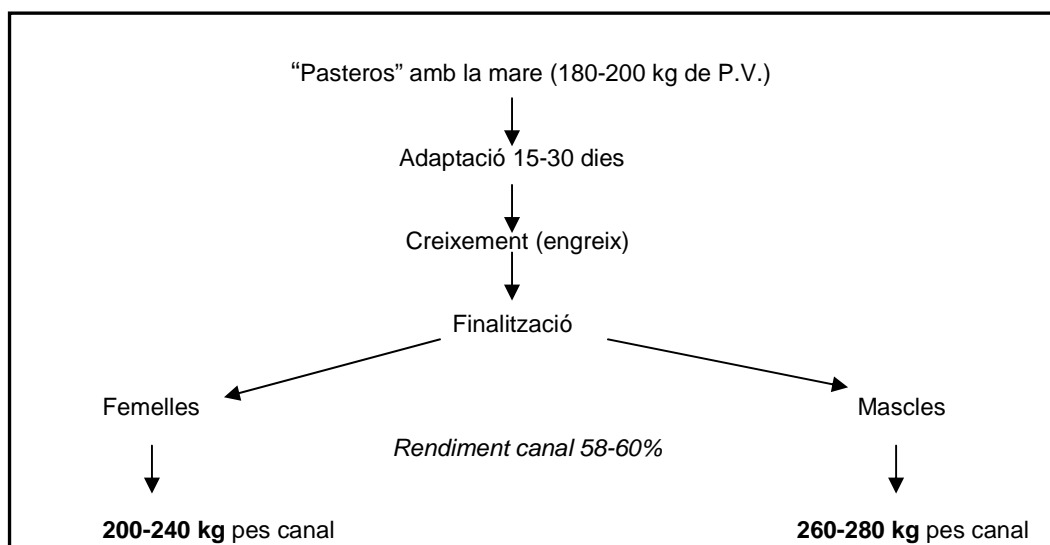 “Pasteros” amb la mare (180-200 kg de P.V.)
Adaptació 15-30 dies
Creixement (engreix)
Finalització
Femelles
Mascles
Rendiment canal 58-60%
200-240 kg pes canal
260-280 kg pes canal